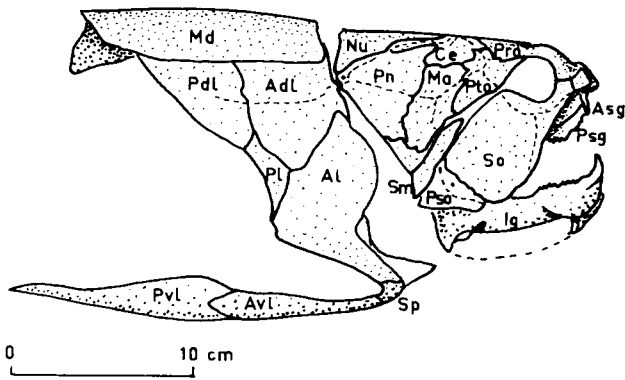 Md
Nu
Ce
Pro
Pdl
Adl
Pn
Ma
Pto
Asg
Psg
Pl
Al
Sm
So
Pso
Ig
Pvl
Avl
Sp
0 10 cm